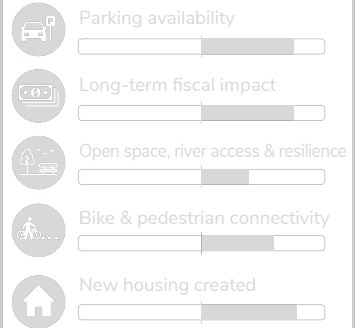 P
Parking availability
$
Long-term fiscal impact
Open space, river access & resilience
Bike & pedestrian connectivity
New housing created